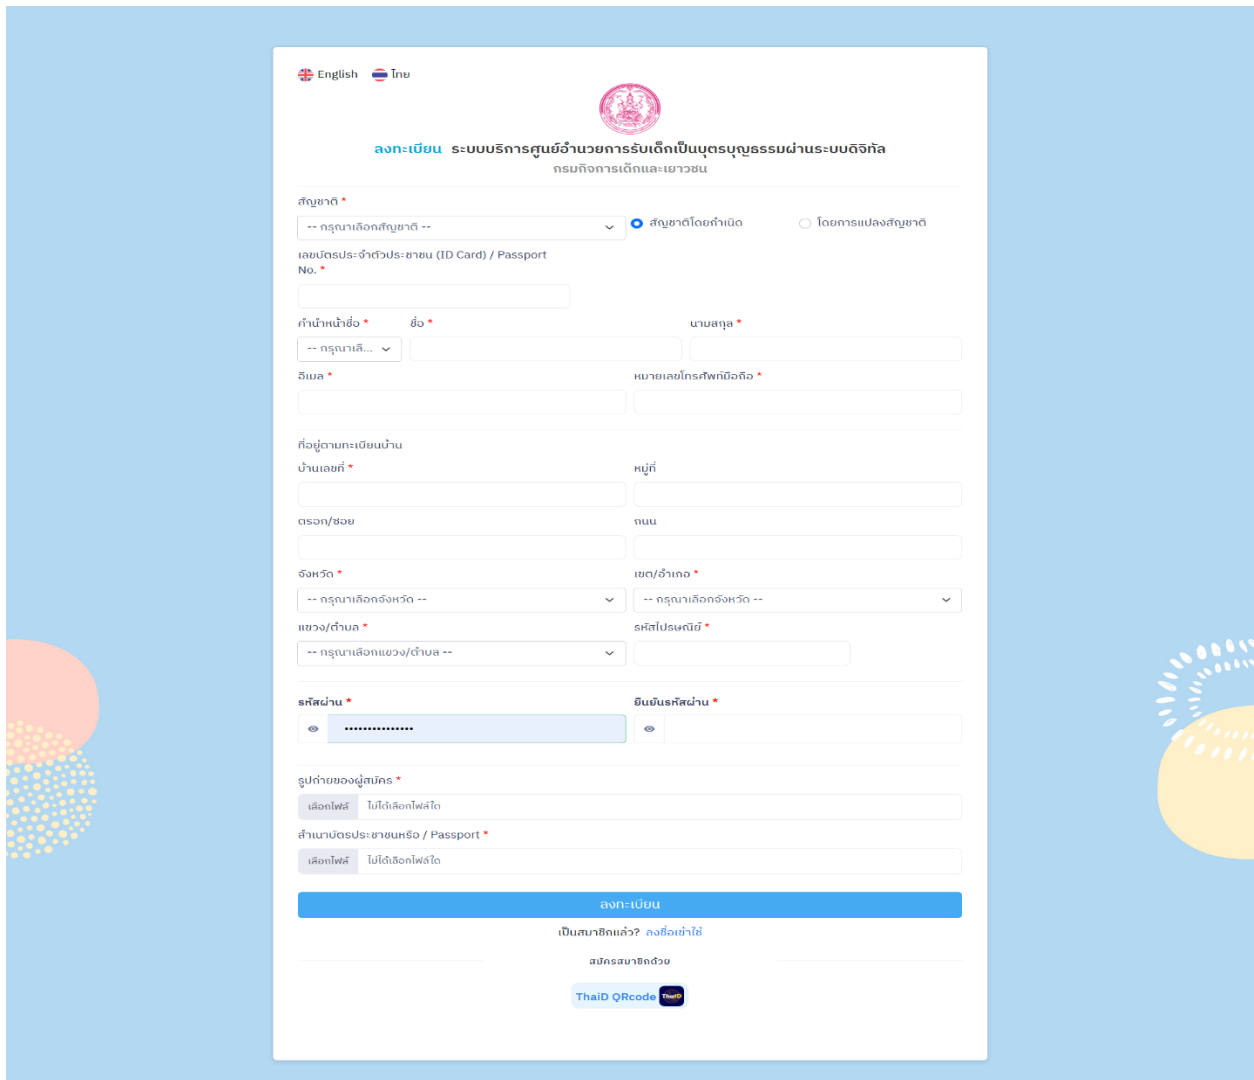 English ไทย
ลงทะเบียน ระบบบริการศูนย์อำนวยการรับเด็กเป็นบุตรบุญธรรมผ่านระบบดิจิทัล
กรมกิจการเด็กและเยาวชน
สัญชาติ *
-- กรุณาเลือกสัญชาติ -- สัญชาติโดยกำเนิด โดยการแปลงสัญชาติ
เลขบัตรประจำตัวประชาชน (ID Card) / Passport
No. *
คำนำหน้าชื่อ * ชื่อ * นามสกุล *
-- กรุณาเลื...
อีเมล * หมายเลขโทรศัพท์มือถือ *
ที่อยู่ตามทะเบียนบ้าน
บ้านเลขที่ * หมู่ที่
ตรอก/ซอย ถนน
จังหวัด * เขต/อำเภอ *
-- กรุณาเลือกจังหวัด -- -- กรุณาเลือกจังหวัด --
แขวง/ตำบล * รหัสไปรษณีย์ *
-- กรุณาเลือกแขวง/ตำบล --
รหัสผ่าน * ยืนยันรหัสผ่าน *
•••••••••••••••
รูปถ่ายของผู้สมัคร *
เลือกไฟล์ ไม่ได้เลือกไฟล์ใด
สำเนาบัตรประชาชนหรือ / Passport *
เลือกไฟล์ ไม่ได้เลือกไฟล์ใด
ลงทะเบียน
เป็นสมาชิกแล้ว? ลงชื่อเข้าใช้
สมัครสมาชิกด้วย
ThaiD QRcode ThaiD